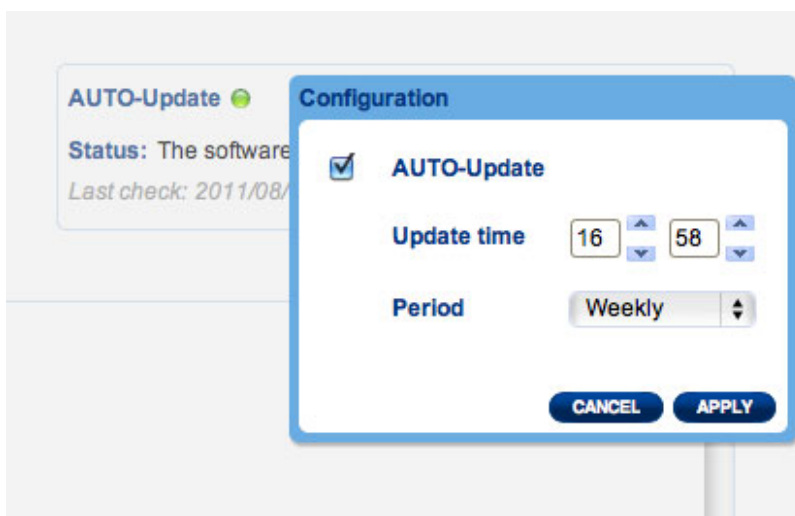 AUTO-Update
Status: The software
Last check: 2011/08/
Configuration
AUTO-Update
Update time 16 58
Period Weekly
CANCEL APPLY